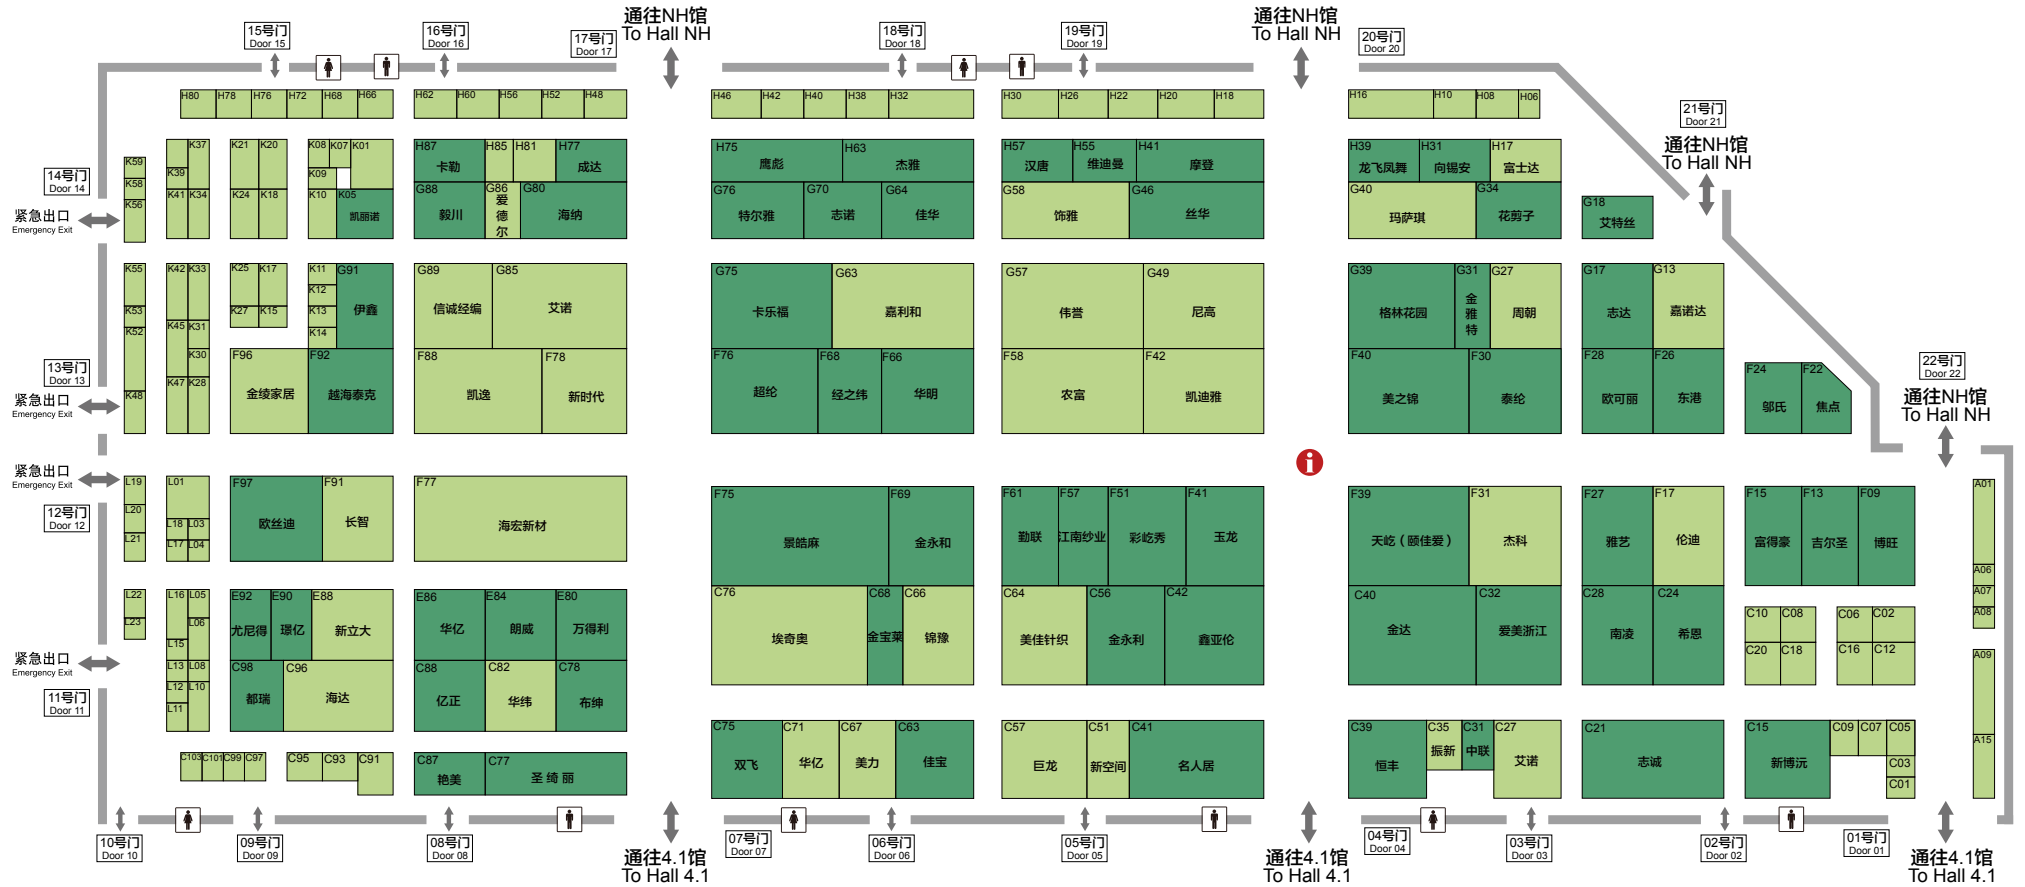 通往NH馆
To Hall NH
通往NH馆
To Hall NH
15号门
Door 15
16号门
Door 16
17号门
Door 17
18号门
Door 18
19号门
Door 19
20号门
Door 20
21号门
Door 21
通往NH馆
To Hall NH
H80 H78 H76 H72 H68 H66
H62 H60 H56 H52 H48
H46 H42 H40 H38 H32
H30 H26 H22 H20 H18
H16 H10 H08 H06
14号门
Door 14
紧急出口
Emergency Exit
K59
K58
K56
K37
K39
K41 K34
K21 K20
K24 K18
K08 K07 K01
K09
K10 K05
凯丽诺
H87 H85 H81 H77
卡勒 成达
G88 G86 G80
毅川
爱
德
尔
海纳
H75 H63
鹰彪 杰雅
G76 G70 G64
特尔雅 志诺 佳华
H57 H55 H41
汉唐 维迪曼 摩登
G58 G46
饰雅 丝华
H39 H31 H17
龙飞凤舞 向锡安 富士达
G40 G34
玛萨琪 花剪子
G18
艾特丝
13号门
Door 13
紧急出口
Emergency Exit
K55
K53
K52
K48
K42 K33
K45 K31
K30
K47 K28
K25 K17
K27 K15
K11 G91
K12
K13 伊鑫
K14
F96 F92
金绫家居 越海泰克
G89 G85
信诚经编 艾诺
F88 F78
凯逸 新时代
G75 G63
卡乐福 嘉利和
F76 F68 F66
超纶 经之纬 华明
G57 G49
伟誉 尼高
F58 F42
农富 凯迪雅
G39 G31 G27
格林花园
金
雅
特
周朝
F40 F30
美之锦 泰纶
G17 G13
志达 嘉诺达
F28 F26
欧可丽 东港
F24 F22
邬氏 焦点
22号门
Door 22
通往NH馆
To Hall NH
紧急出口
Emergency Exit
12号门
Door 12
L19
L20
L21
L01
L18 L03
L17 L04
F97 F91
欧丝迪 长智
F77
海宏新材
F75 F69
景皓麻 金永和
C76 C68 C66
埃奇奥 金宝莱 锦豫
F61 F57 F51 F41
勤联 江南纱业 彩屹秀 玉龙
C64 C56 C42
美佳针织 金永利 鑫亚伦
F39 F31
天屹（颐佳爱） 杰科
C40 C32
金达 爱美浙江
F27 F17
雅艺 伦迪
C28 C24
南凌 希恩
F15 F13 F09
富得豪 吉尔圣 博旺
C10 C08
C20 C18
C06 C02
C16 C12
A01
A06
A07
A08
A09
A15
紧急出口
Emergency Exit
11号门
Door 11
L22
L23
L16 L05
L06
L15
L13 L08
L12 L10
L11
E92 E90 E88
尤尼得 璟亿 新立大
C98 C96
都瑞 海达
E86 E84 E80
华亿 朗威 万得利
C88 C82 C78
亿正 华纬 布绅
C103 C101 C99 C97
C95 C93 C91
C87 C77
艳美 圣绮丽
C75 C71 C67 C63
双飞 华亿 美力 佳宝
C57 C51 C41
巨龙 新空间 名人居
C39 C35 C31 C27
恒丰 振新 中联 艾诺
C21
志诚
C15
新博沅
C09 C07 C05
C03
C01
10号门
Door 10
09号门
Door 09
08号门
Door 08
07号门
Door 07
06号门
Door 06
05号门
Door 05
04号门
Door 04
03号门
Door 03
02号门
Door 02
01号门
Door 01
通往4.1馆
To Hall 4.1
通往4.1馆
To Hall 4.1
通往4.1馆
To Hall 4.1